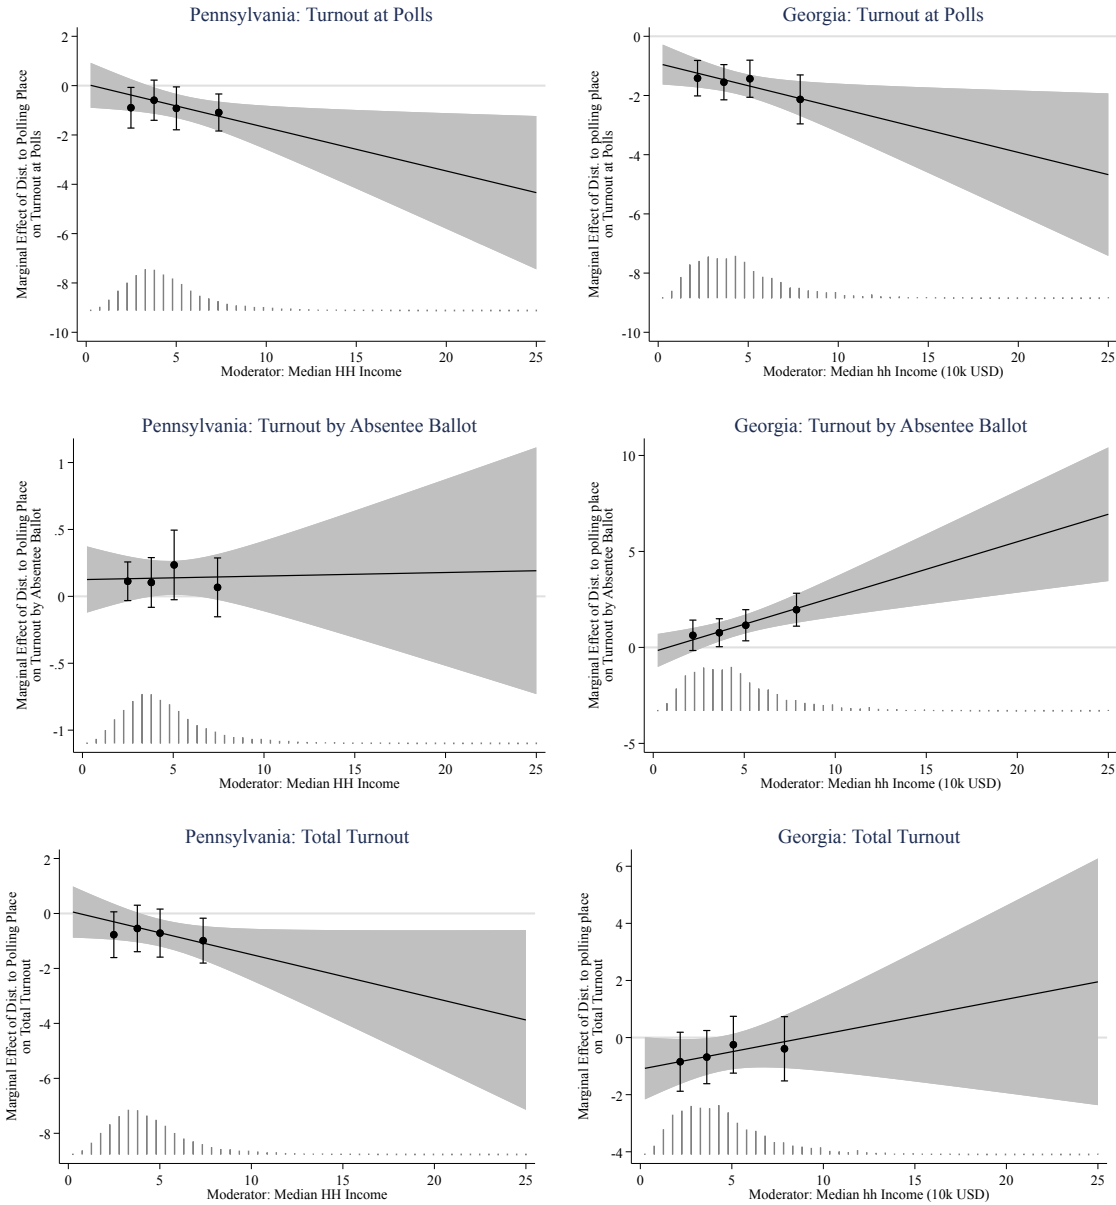 Pennsylvania: Turnout at Polls
Marginal Effect of Dist. to Polling Place
on Turnout at Polls
2
0
-2
-4
-6
-8
-10
0 5 10 15 20 25
Moderator: Median HH Income
Georgia: Turnout at Polls
Marginal Effect of Dist. to polling place
on Turnout at Polls
0
-2
-4
-6
-8
-10
0 5 10 15 20 25
Moderator: Median hh Income (10k USD)
Pennsylvania: Turnout by Absentee Ballot
Marginal Effect of Dist. to Polling Place
on Turnout by Absentee Ballot
1
.5
0
-.5
-1
0 5 10 15 20 25
Moderator: Median HH Income
Georgia: Turnout by Absentee Ballot
Marginal Effect of Dist. to polling place
on Turnout by Absentee Ballot
10
5
0
-5
0 5 10 15 20 25
Moderator: Median hh Income (10k USD)
Pennsylvania: Total Turnout
Marginal Effect of Dist. to Polling Place
on Total Turnout
2
0
-2
-4
-6
-8
0 5 10 15 20 25
Moderator: Median HH Income
Georgia: Total Turnout
Marginal Effect of Dist. to polling place
on Total Turnout
6
4
2
0
-2
-4
0 5 10 15 20 25
Moderator: Median hh Income (10k USD)